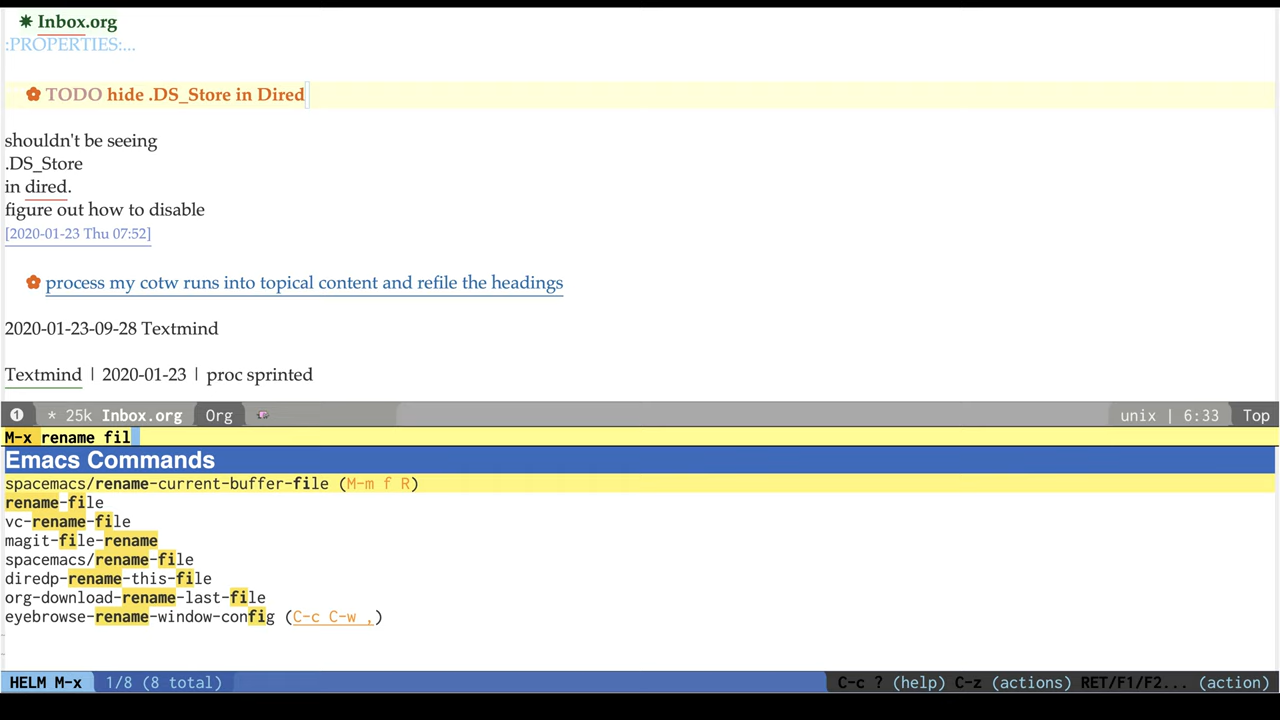 ✷ Inbox.org
:PROPERTIES:...
✿ TODO hide .DS_Store in Dired
shouldn't be seeing
.DS_Store
in dired.
figure out how to disable
[2020-01-23 Thu 07:52]
✿ process my cotw runs into topical content and refile the headings
2020-01-23-09-28 Textmind
Textmind | 2020-01-23 | proc sprinted
❶ * 25k Inbox.org Org unix | 6:33 Top
M-x rename fil
Emacs Commands
spacemacs/rename-current-buffer-file (M-m f R)
rename-file
vc-rename-file
magit-file-rename
spacemacs/rename-file
diredp-rename-this-file
org-download-rename-last-file
eyebrowse-rename-window-config (C-c C-w ,)
HELM M-x 1/8 (8 total) C-c ? (help) C-z (actions) RET/F1/F2... (action)